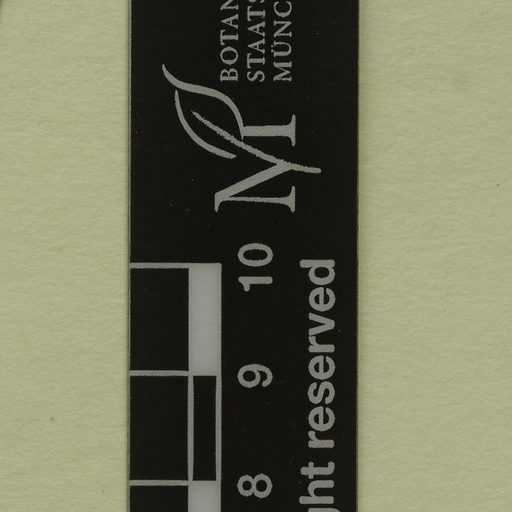 BOTAN
STAATS
MÜNC
M
10
9
8
ght reserved